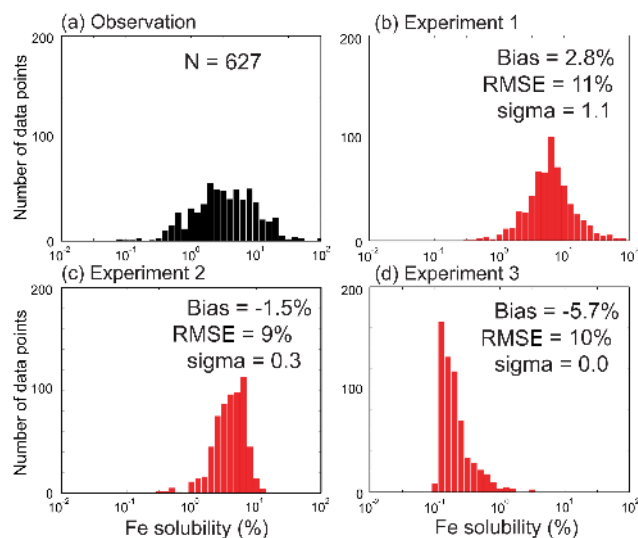 (a) Observation
(b) Experiment 1
200
100
0
Number of data points
N = 627
10⁻² 10⁻¹ 10⁰ 10¹ 10²
200
100
0
Bias = 2.8%
RMSE = 11%
sigma = 1.1
10⁻² 10⁻¹ 10⁰ 10¹ 10²
(c) Experiment 2
(d) Experiment 3
200
100
0
Number of data points
Bias = -1.5%
RMSE = 9%
sigma = 0.3
10⁻² 10⁻¹ 10⁰ 10¹ 10²
Fe solubility (%)
200
100
0
Bias = -5.7%
RMSE = 10%
sigma = 0.0
10⁻² 10⁻¹ 10⁰ 10¹ 10²
Fe solubility (%)